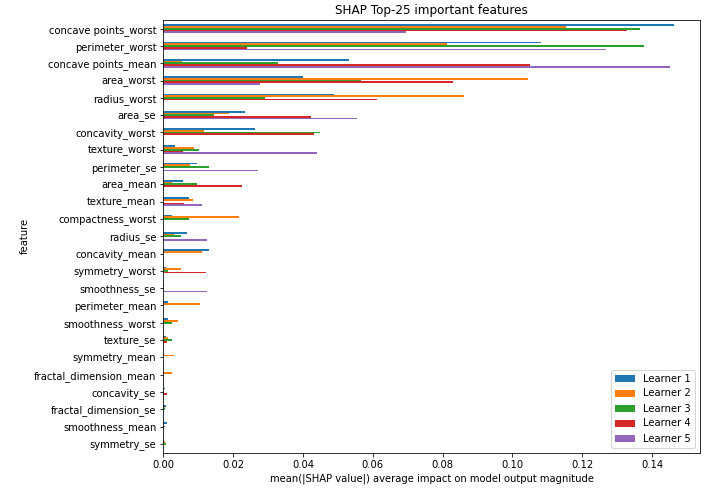 SHAP Top-25 important features
concave points_worst
perimeter_worst
concave points_mean
area_worst
radius_worst
area_se
concavity_worst
texture_worst
perimeter_se
area_mean
texture_mean
compactness_worst
radius_se
concavity_mean
symmetry_worst
smoothness_se
perimeter_mean
smoothness_worst
texture_se
symmetry_mean
fractal_dimension_mean
concavity_se
fractal_dimension_se
smoothness_mean
symmetry_se
feature
Learner 1
Learner 2
Learner 3
Learner 4
Learner 5
0.00 0.02 0.04 0.06 0.08 0.10 0.12 0.14
mean(|SHAP value|) average impact on model output magnitude